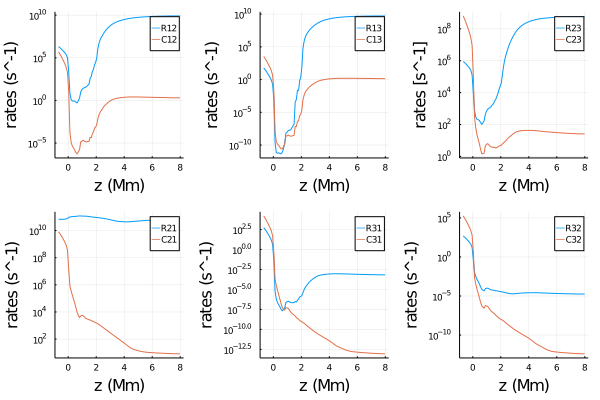 rates (s^-1)
10^10
10^5
10^0
10^-5
R12
C12
0 2 4 6 8
z (Mm)
rates (s^-1)
10^10
10^5
10^0
10^-5
10^-10
R13
C13
0 2 4 6 8
z (Mm)
rates [s^-1]
10^8
10^6
10^4
10^2
10^0
R23
C23
0 2 4 6 8
z (Mm)
rates (s^-1)
10^10
10^8
10^6
10^4
10^2
R21
C21
0 2 4 6 8
z (Mm)
rates (s^-1)
10^2.5
10^0.0
10^-2.5
10^-5.0
10^-7.5
10^-10.0
10^-12.5
R31
C31
0 2 4 6 8
z (Mm)
rates (s^-1)
10^5
10^0
10^-5
10^-10
R32
C32
0 2 4 6 8
z (Mm)